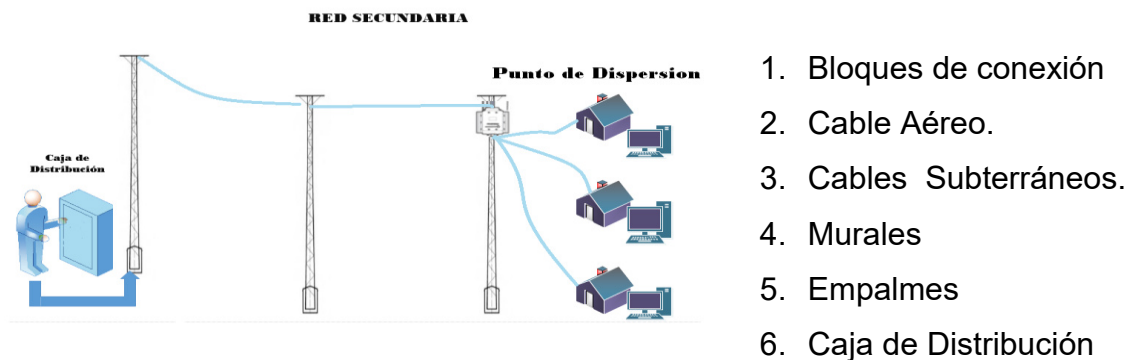 RED SECUNDARIA
Punto de Dispersion
Caja de
Distribución
1. Bloques de conexión
2. Cable Aéreo.
3. Cables Subterráneos.
4. Murales
5. Empalmes
6. Caja de Distribución